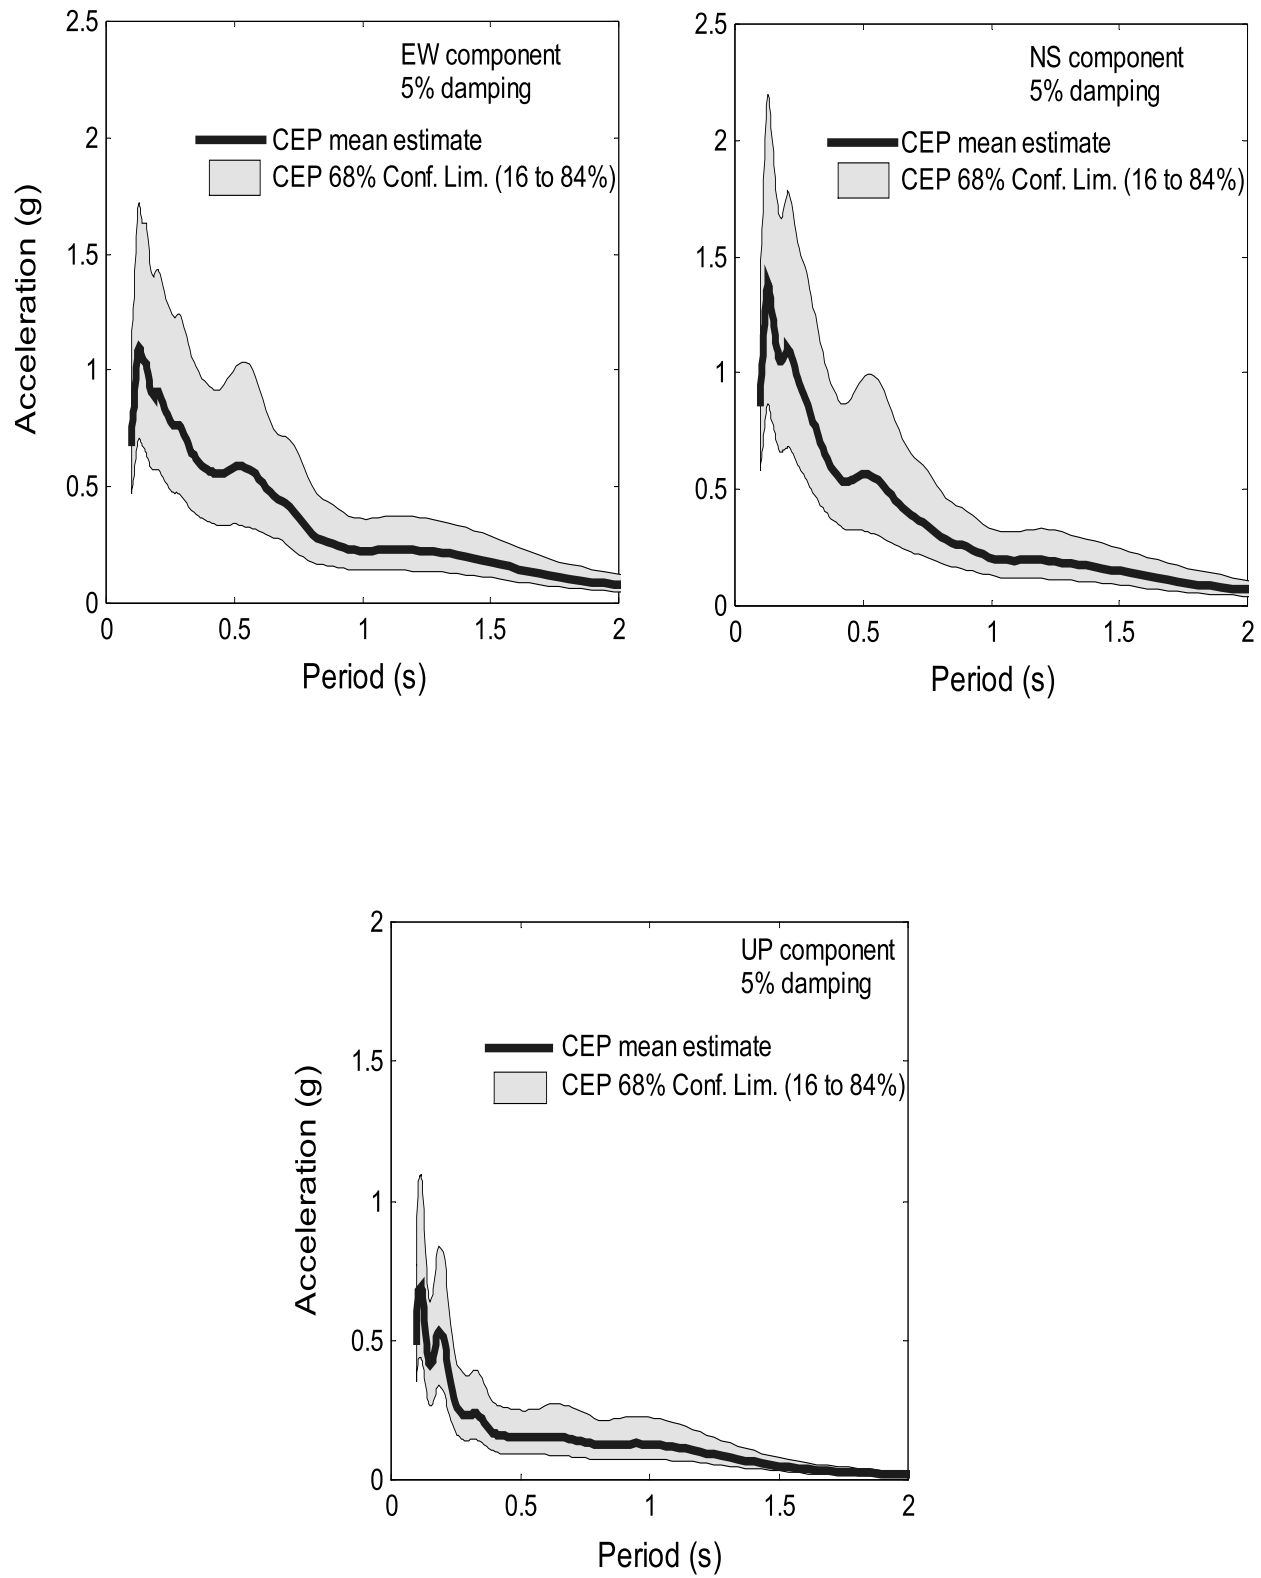 2.5
2
1.5
1
0.5
0
Acceleration (g)
EW component
5% damping
CEP mean estimate
CEP 68% Conf. Lim. (16 to 84%)
0 0.5 1 1.5 2
Period (s)
2.5
2
1.5
1
0.5
0
NS component
5% damping
CEP mean estimate
CEP 68% Conf. Lim. (16 to 84%)
0 0.5 1 1.5 2
Period (s)
2
1.5
1
0.5
0
Acceleration (g)
UP component
5% damping
CEP mean estimate
CEP 68% Conf. Lim. (16 to 84%)
0 0.5 1 1.5 2
Period (s)